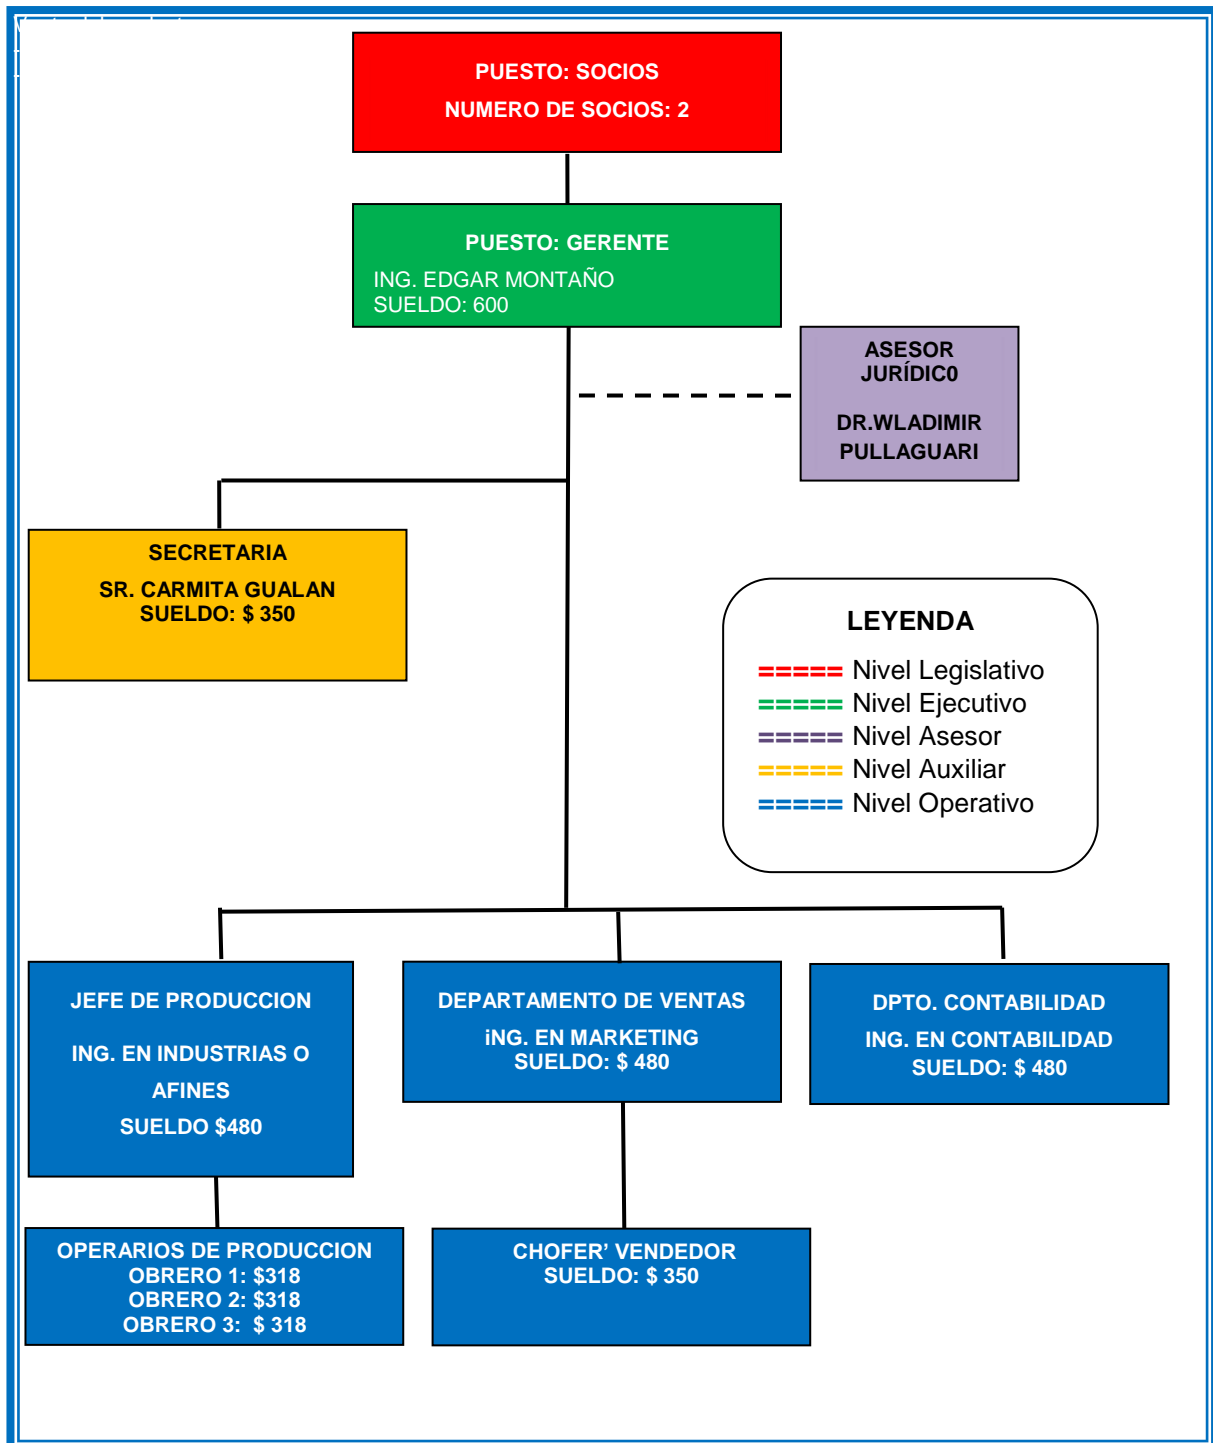 PUESTO: SOCIOS
NUMERO DE SOCIOS: 2
PUESTO: GERENTE
ING. EDGAR MONTAÑO
SUELDO: 600
ASESOR
JURÍDIC0
DR.WLADIMIR
PULLAGUARI
SECRETARIA
SR. CARMITA GUALAN
SUELDO: $ 350
LEYENDA
===== Nivel Legislativo
===== Nivel Ejecutivo
===== Nivel Asesor
===== Nivel Auxiliar
===== Nivel Operativo
JEFE DE PRODUCCION
ING. EN INDUSTRIAS O
AFINES
SUELDO $480
DEPARTAMENTO DE VENTAS
iNG. EN MARKETING
SUELDO: $ 480
DPTO. CONTABILIDAD
ING. EN CONTABILIDAD
SUELDO: $ 480
OPERARIOS DE PRODUCCION
OBRERO 1: $318
OBRERO 2: $318
OBRERO 3:  $ 318
CHOFER’ VENDEDOR
SUELDO: $ 350